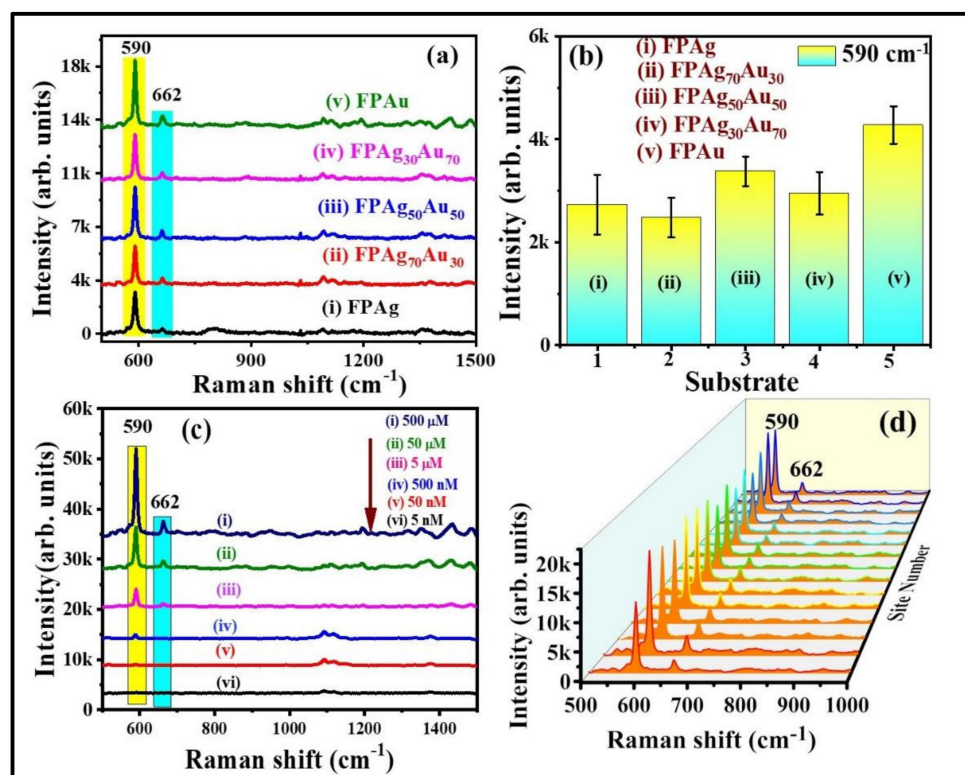 (a)
590
662
18k
14k
11k
7k
4k
0
(v) FPAu
(iv) FPAg₃₀Au₇₀
(iii) FPAg₅₀Au₅₀
(ii) FPAg₇₀Au₃₀
(i) FPAg
Intensity (arb. units)
600 900 1200 1500
Raman shift (cm⁻¹)
(b)
6k
4k
2k
0
(i) FPAg
(ii) FPAg₇₀Au₃₀
(iii) FPAg₅₀Au₅₀
(iv) FPAg₃₀Au₇₀
(v) FPAu
590 cm⁻¹
Intensity (arb. units)
(i) (ii) (iii) (iv) (v)
1 2 3 4 5
Substrate
(c)
590
662
60k
50k
40k
30k
20k
10k
0
(i) 500 μM
(ii) 50 μM
(iii) 5 μM
(iv) 500 nM
(v) 50 nM
(vi) 5 nM
(i)
(ii)
(iii)
(iv)
(v)
(vi)
Intensity (arb. units)
600 800 1000 1200 1400
Raman shift (cm⁻¹)
(d)
590
662
20k
15k
10k
5k
0
Intensity (arb. units)
Site Number
500 600 700 800 900 1000
Raman shift (cm⁻¹)